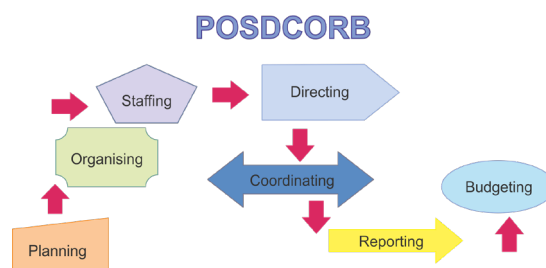 POSDCORB
Planning
Organising
Staffing
Directing
Coordinating
Reporting
Budgeting